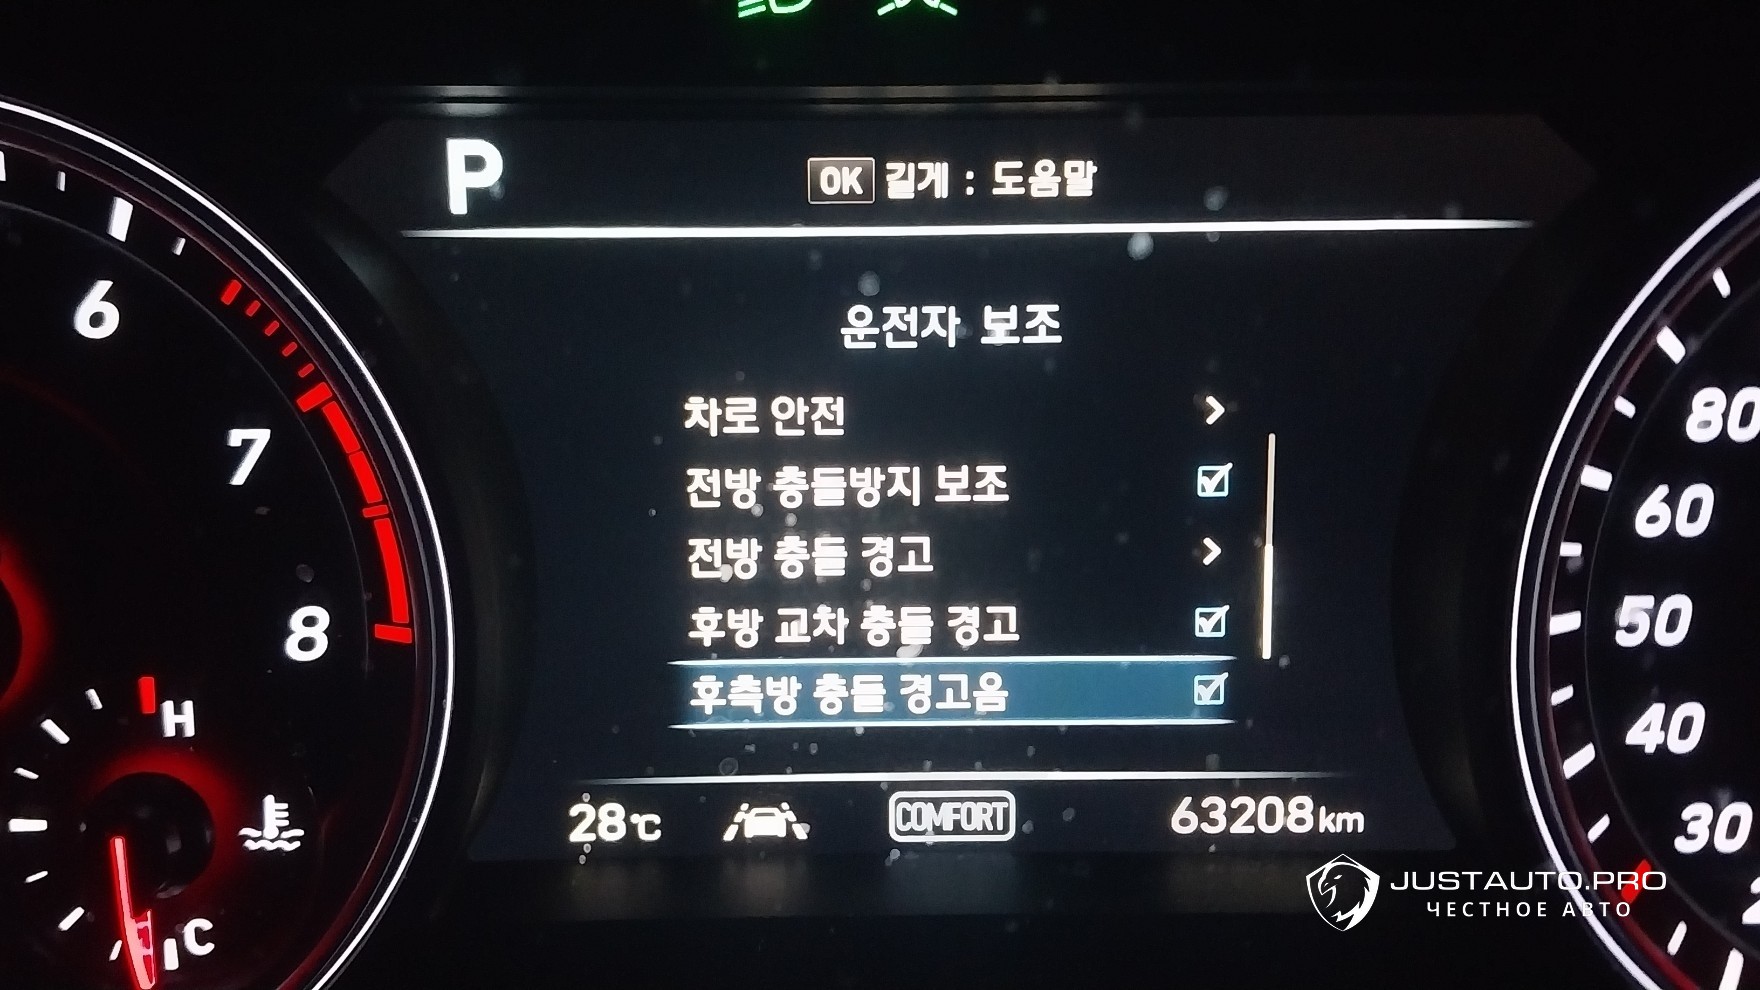 P
OK 길게 : 도움말
운전자 보조
차로 안전
전방 충돌방지 보조
전방 충돌 경고
후방 교차 충돌 경고
후측방 충돌 경고음
28℃
COMFORT
63208km
6
7
8
H
C
80
60
50
40
30
JUSTAUTO.PRO
ЧЕСТНОЕ АВТО